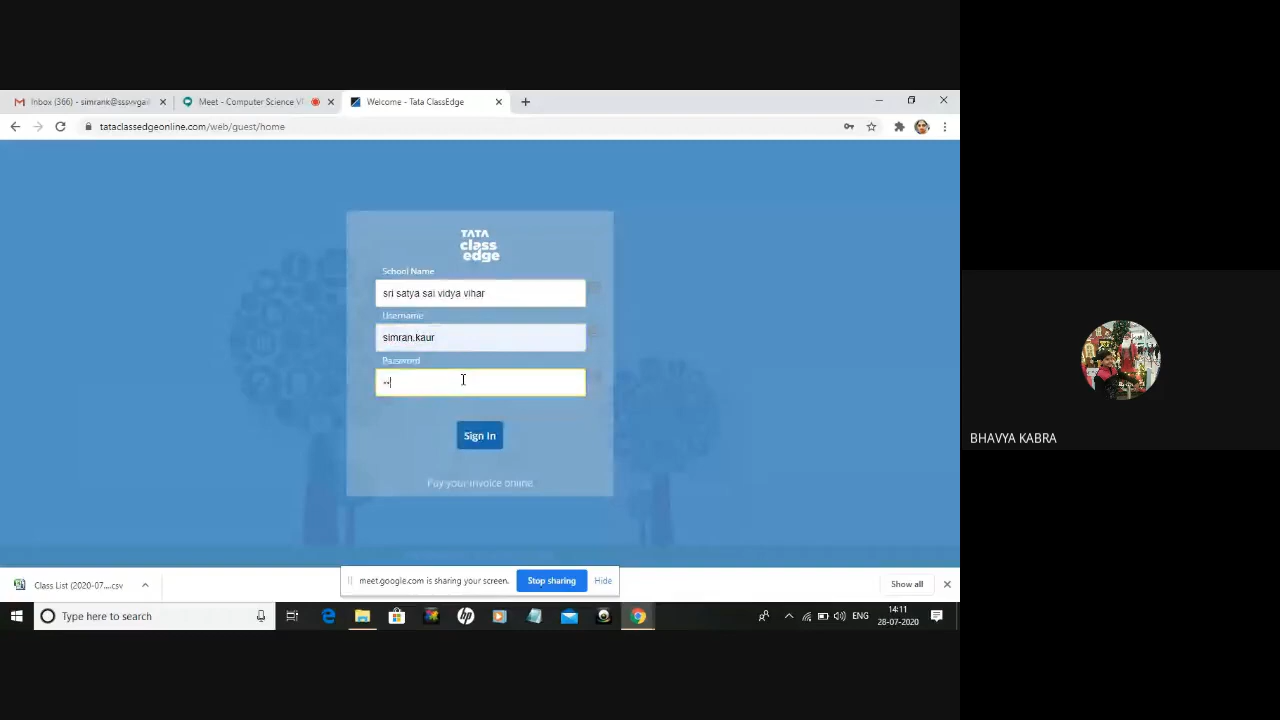 Inbox (366) - simrank@sssvvgai
Meet - Computer Science VI
Welcome - Tata ClassEdge
tataclassedgeonline.com/web/guest/home
TATA
class
edge
School Name
sri satya sai vidya vihar
Username
simran.kaur
Password
Sign In
Pay your invoice online
BHAVYA KABRA
Class List (2020-07....csv
meet.google.com is sharing your screen.
Stop sharing
Hide
Show all
Type here to search
hp
ENG
14:11
28-07-2020